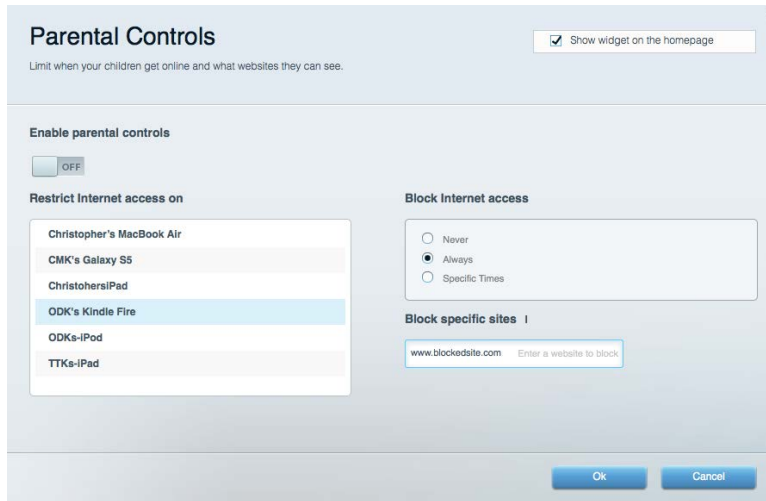 Parental Controls
Show widget on the homepage
Limit when your children get online and what websites they can see.
Enable parental controls
OFF
Restrict Internet access on
Christopher's MacBook Air
CMK's Galaxy S5
ChristohersiPad
ODK's Kindle Fire
ODKs-iPod
TTKs-iPad
Block Internet access
Never
Always
Specific Times
Block specific sites I
www.blockedsite.com Enter a website to block
Ok Cancel